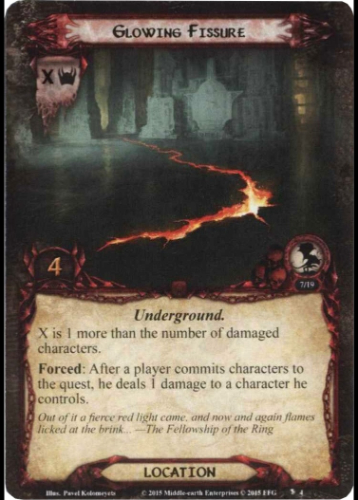 Glowing Fissure
X
4
7/19
Underground.
X is 1 more than the number of damaged
characters.
Forced: After a player commits characters to
the quest, he deals 1 damage to a character he
controls.
Out of it a fierce red light came, and now and again flames
licked at the brink... —The Fellowship of the Ring
Location
Illus. Pavel Kolomeyets © 2015 Middle-earth Enterprises © 2015 FFG 4